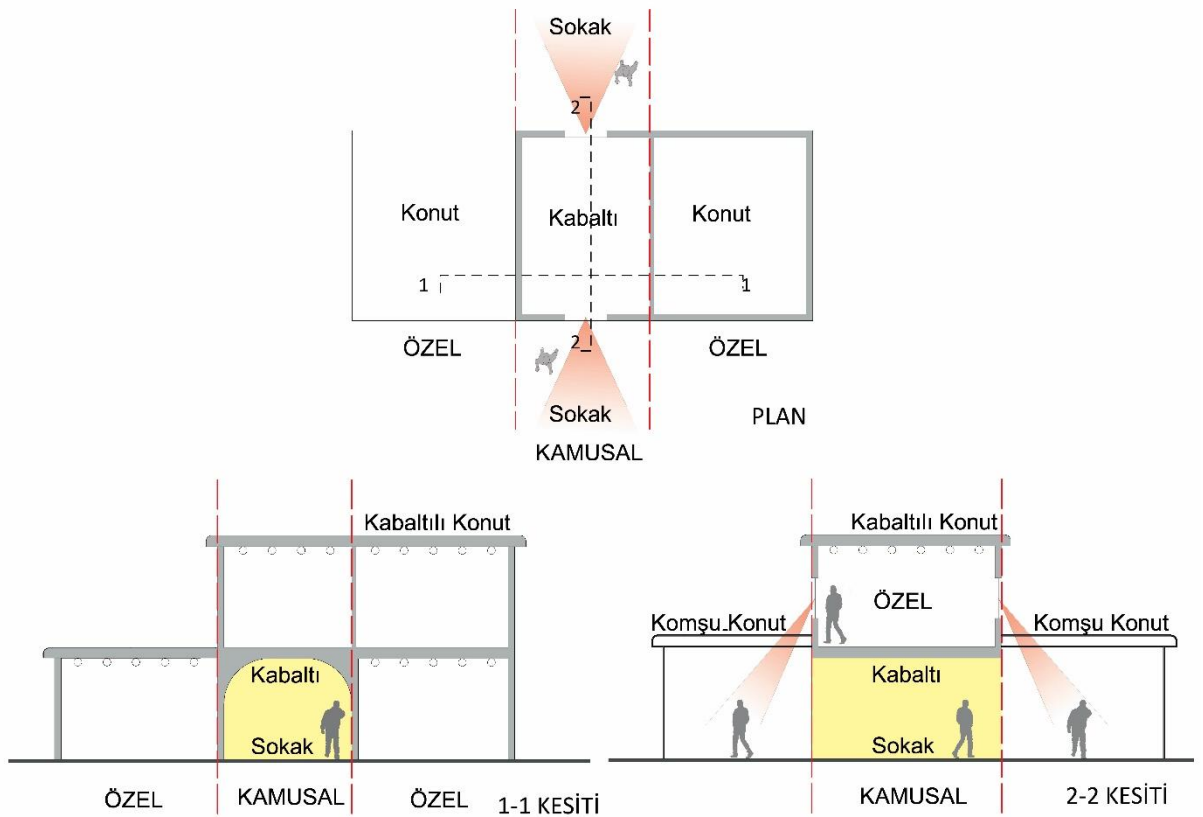 Sokak
2
Konut
Kabaltı
Konut
1
1
2
ÖZEL
ÖZEL
Sokak
PLAN
KAMUSAL
Kabaltılı Konut
Kabaltı
Sokak
ÖZEL
KAMUSAL
ÖZEL
1-1 KESİTİ
Kabaltılı Konut
ÖZEL
Komşu Konut
Komşu Konut
Kabaltı
Sokak
KAMUSAL
2-2 KESİTİ